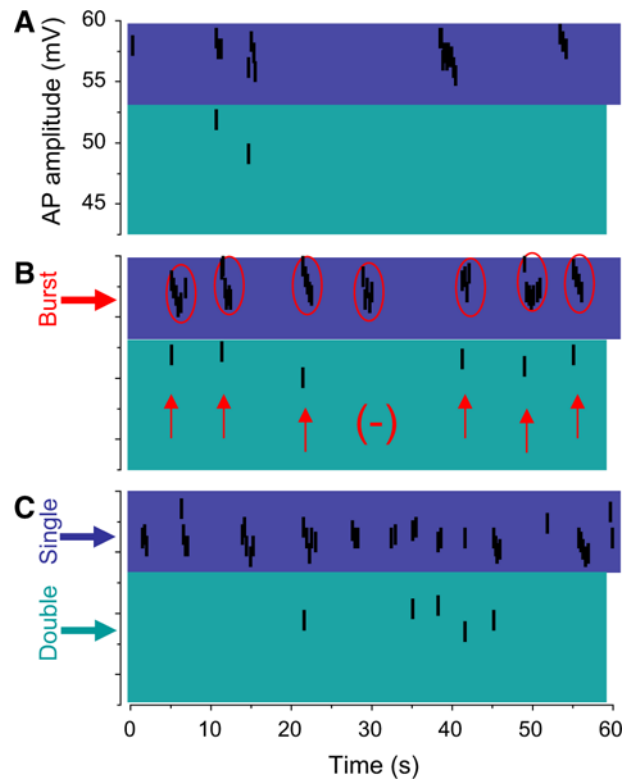 A
60
55
50
45
AP amplitude (mV)
B
Burst
(-)
C
Single
Double
0 10 20 30 40 50 60
Time (s)